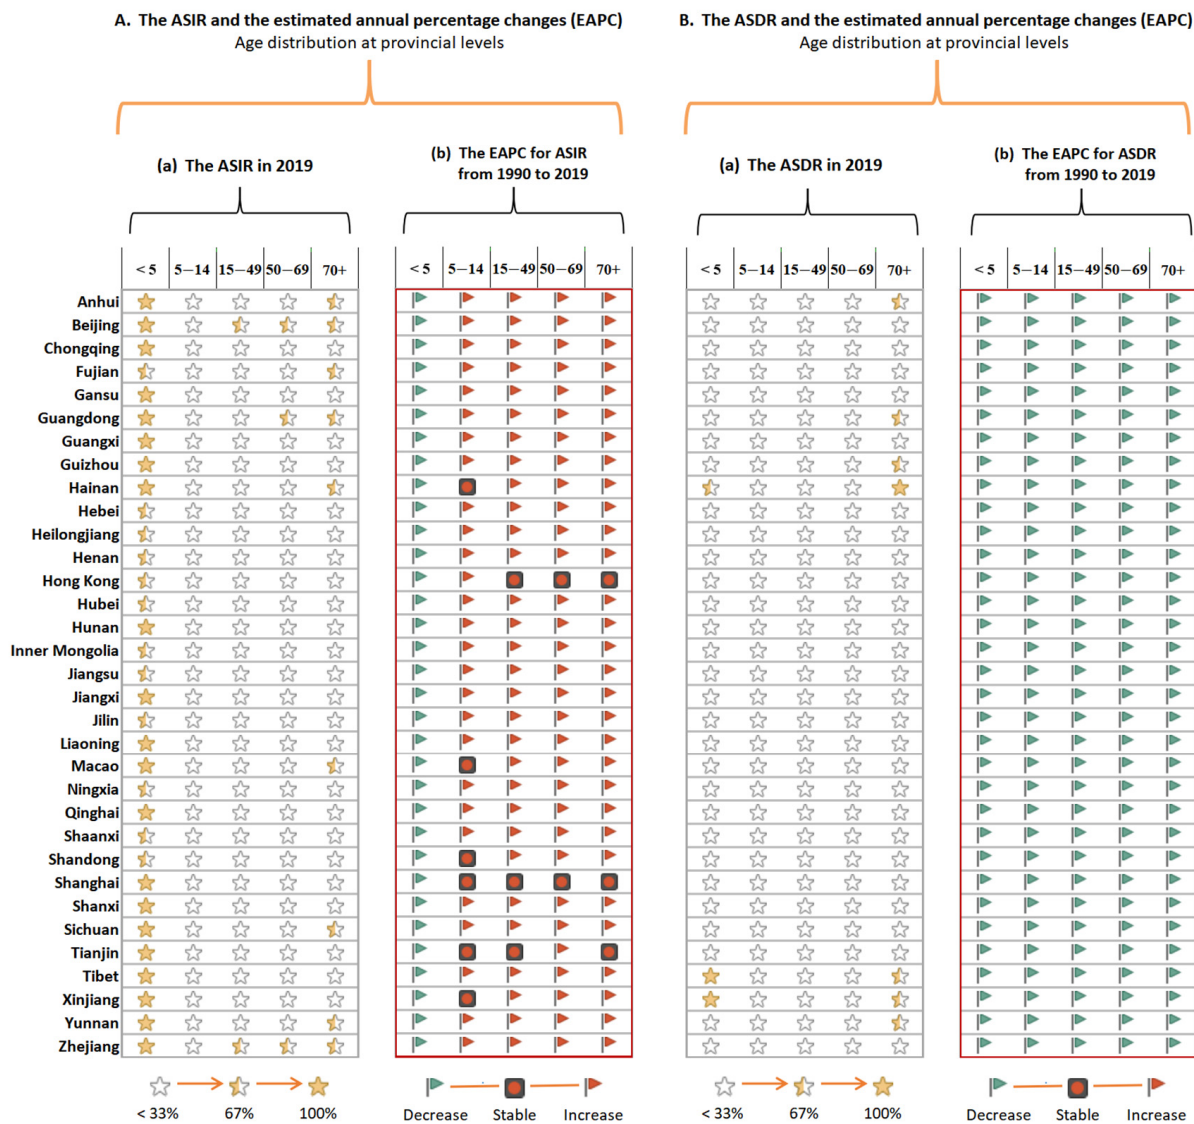 A. The ASIR and the estimated annual percentage changes (EAPC)
Age distribution at provincial levels
(a) The ASIR in 2019
(b) The EAPC for ASIR
from 1990 to 2019
< 5 5−14 15−49 50−69 70+
< 5 5−14 15−49 50−69 70+
B. The ASDR and the estimated annual percentage changes (EAPC)
Age distribution at provincial levels
(a) The ASDR in 2019
(b) The EAPC for ASDR
from 1990 to 2019
< 5 5−14 15−49 50−69 70+
< 5 5−14 15−49 50−69 70+
Anhui
Beijing
Chongqing
Fujian
Gansu
Guangdong
Guangxi
Guizhou
Hainan
Hebei
Heilongjiang
Henan
Hong Kong
Hubei
Hunan
Inner Mongolia
Jiangsu
Jiangxi
Jilin
Liaoning
Macao
Ningxia
Qinghai
Shaanxi
Shandong
Shanghai
Shanxi
Sichuan
Tianjin
Tibet
Xinjiang
Yunnan
Zhejiang
< 33% 67% 100%
Decrease Stable Increase
< 33% 67% 100%
Decrease Stable Increase